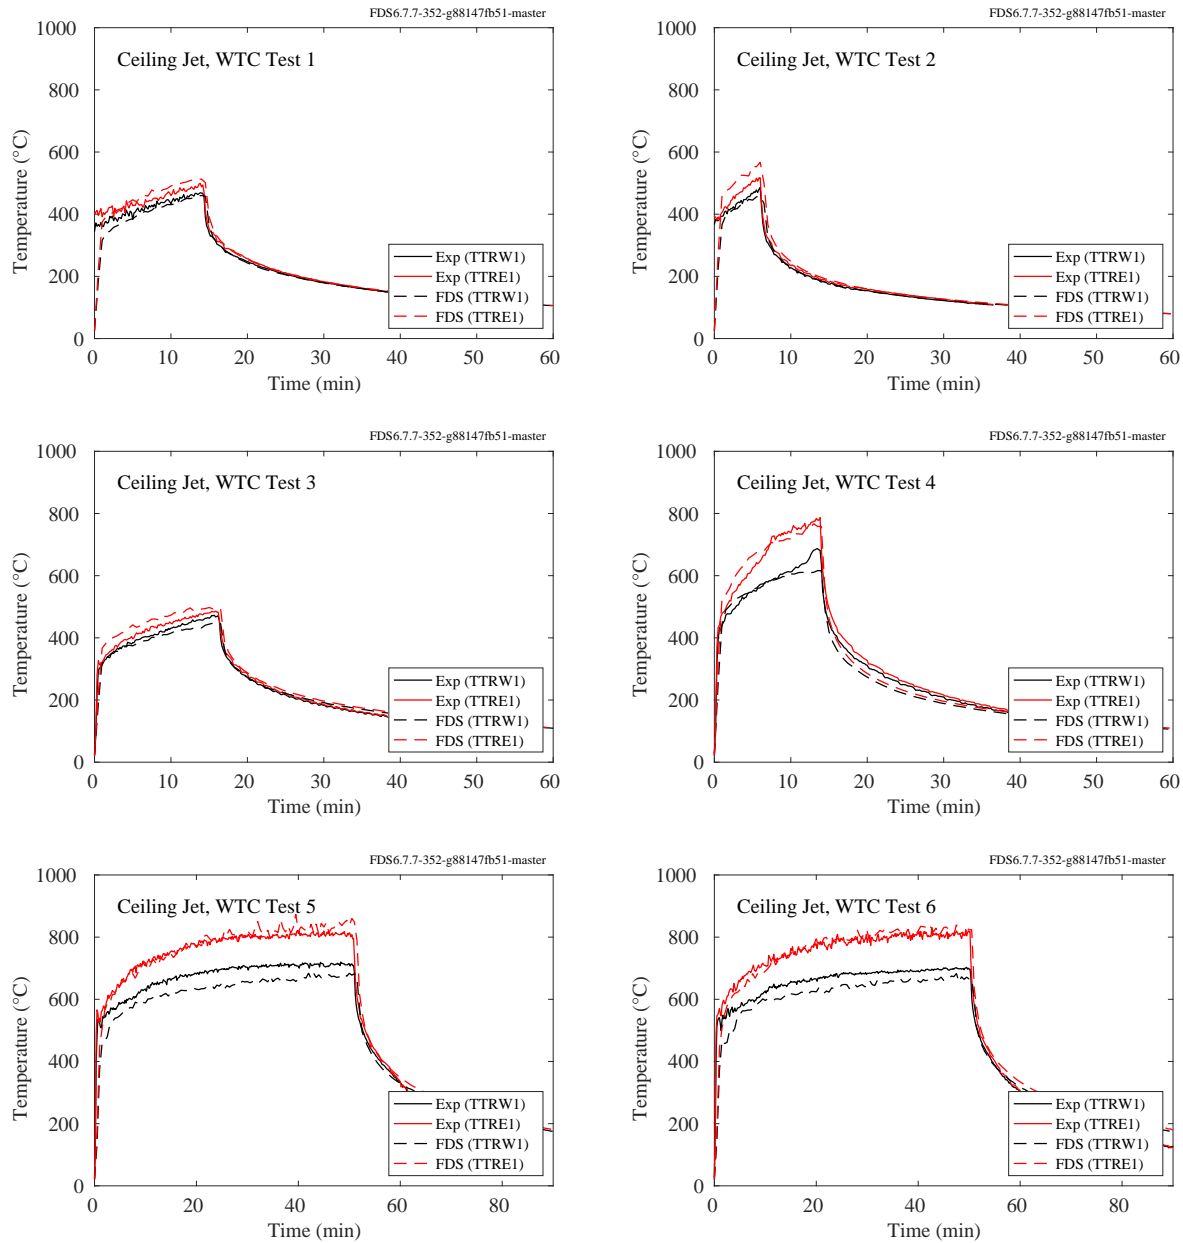 FDS6.7.7-352-g88147fb51-master
Ceiling Jet, WTC Test 1
Temperature (°C)
1000
800
600
400
200
0
0 10 20 30 40 50 60
Time (min)
Exp (TTRW1)
Exp (TTRE1)
FDS (TTRW1)
FDS (TTRE1)
FDS6.7.7-352-g88147fb51-master
Ceiling Jet, WTC Test 2
Temperature (°C)
1000
800
600
400
200
0
0 10 20 30 40 50 60
Time (min)
Exp (TTRW1)
Exp (TTRE1)
FDS (TTRW1)
FDS (TTRE1)
FDS6.7.7-352-g88147fb51-master
Ceiling Jet, WTC Test 3
Temperature (°C)
1000
800
600
400
200
0
0 10 20 30 40 50 60
Time (min)
Exp (TTRW1)
Exp (TTRE1)
FDS (TTRW1)
FDS (TTRE1)
FDS6.7.7-352-g88147fb51-master
Ceiling Jet, WTC Test 4
Temperature (°C)
1000
800
600
400
200
0
0 10 20 30 40 50 60
Time (min)
Exp (TTRW1)
Exp (TTRE1)
FDS (TTRW1)
FDS (TTRE1)
FDS6.7.7-352-g88147fb51-master
Ceiling Jet, WTC Test 5
Temperature (°C)
1000
800
600
400
200
0
0 20 40 60 80
Time (min)
Exp (TTRW1)
Exp (TTRE1)
FDS (TTRW1)
FDS (TTRE1)
FDS6.7.7-352-g88147fb51-master
Ceiling Jet, WTC Test 6
Temperature (°C)
1000
800
600
400
200
0
0 20 40 60 80
Time (min)
Exp (TTRW1)
Exp (TTRE1)
FDS (TTRW1)
FDS (TTRE1)